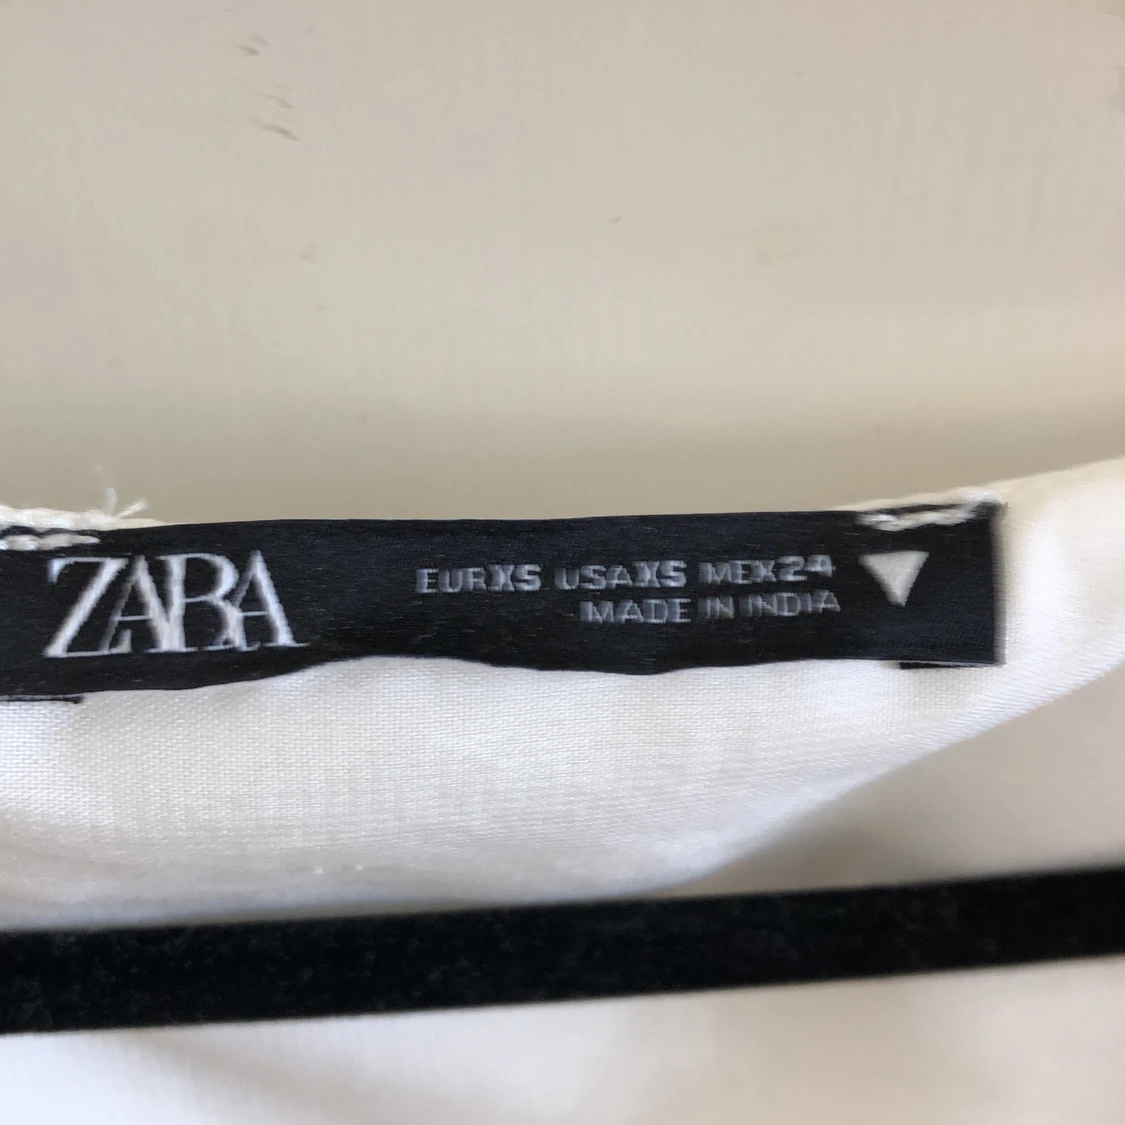 ZARA
EUR XS USA XS MEX 24
MADE IN INDIA